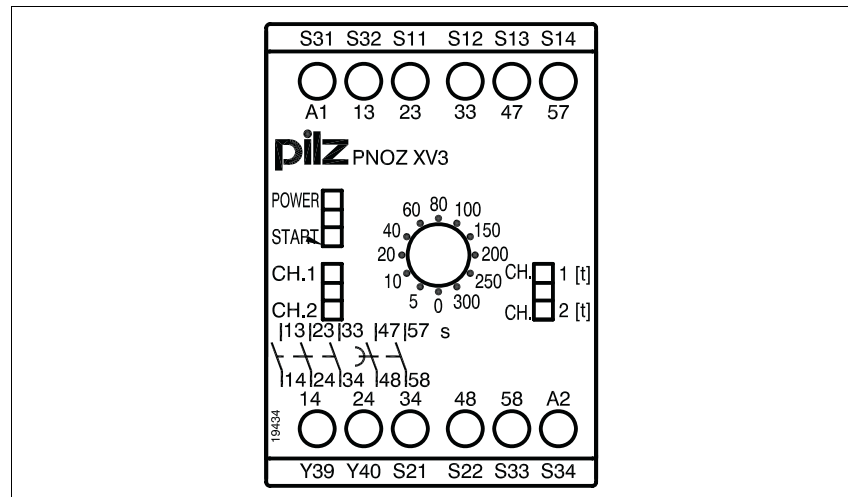 S31 S32 S11 S12 S13 S14
A1 13 23 33 47 57
pilz PNOZ XV3
POWER
START
CH.1
CH.2
60 80 100
40 150
20 200
10 250
5 0 300
CH. 1 [t]
CH. 2 [t]
13 23 33 47 57 s
14 24 34 48 58
14 24 34 48 58 A2
19434
Y39 Y40 S21 S22 S33 S34